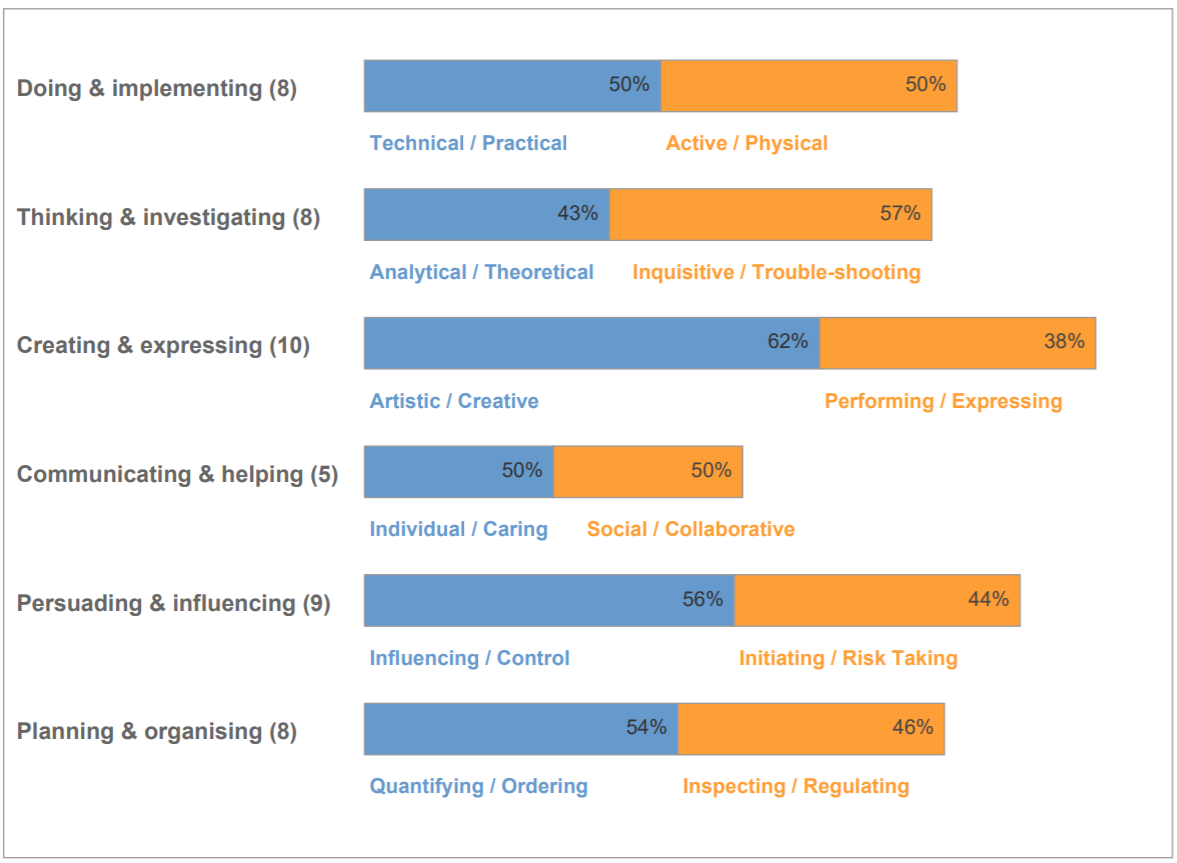 Doing & implementing (8)
50%
50%
Technical / Practical
Active / Physical
Thinking & investigating (8)
43%
57%
Analytical / Theoretical
Inquisitive / Trouble-shooting
Creating & expressing (10)
62%
38%
Artistic / Creative
Performing / Expressing
Communicating & helping (5)
50%
50%
Individual / Caring
Social / Collaborative
Persuading & influencing (9)
56%
44%
Influencing / Control
Initiating / Risk Taking
Planning & organising (8)
54%
46%
Quantifying / Ordering
Inspecting / Regulating